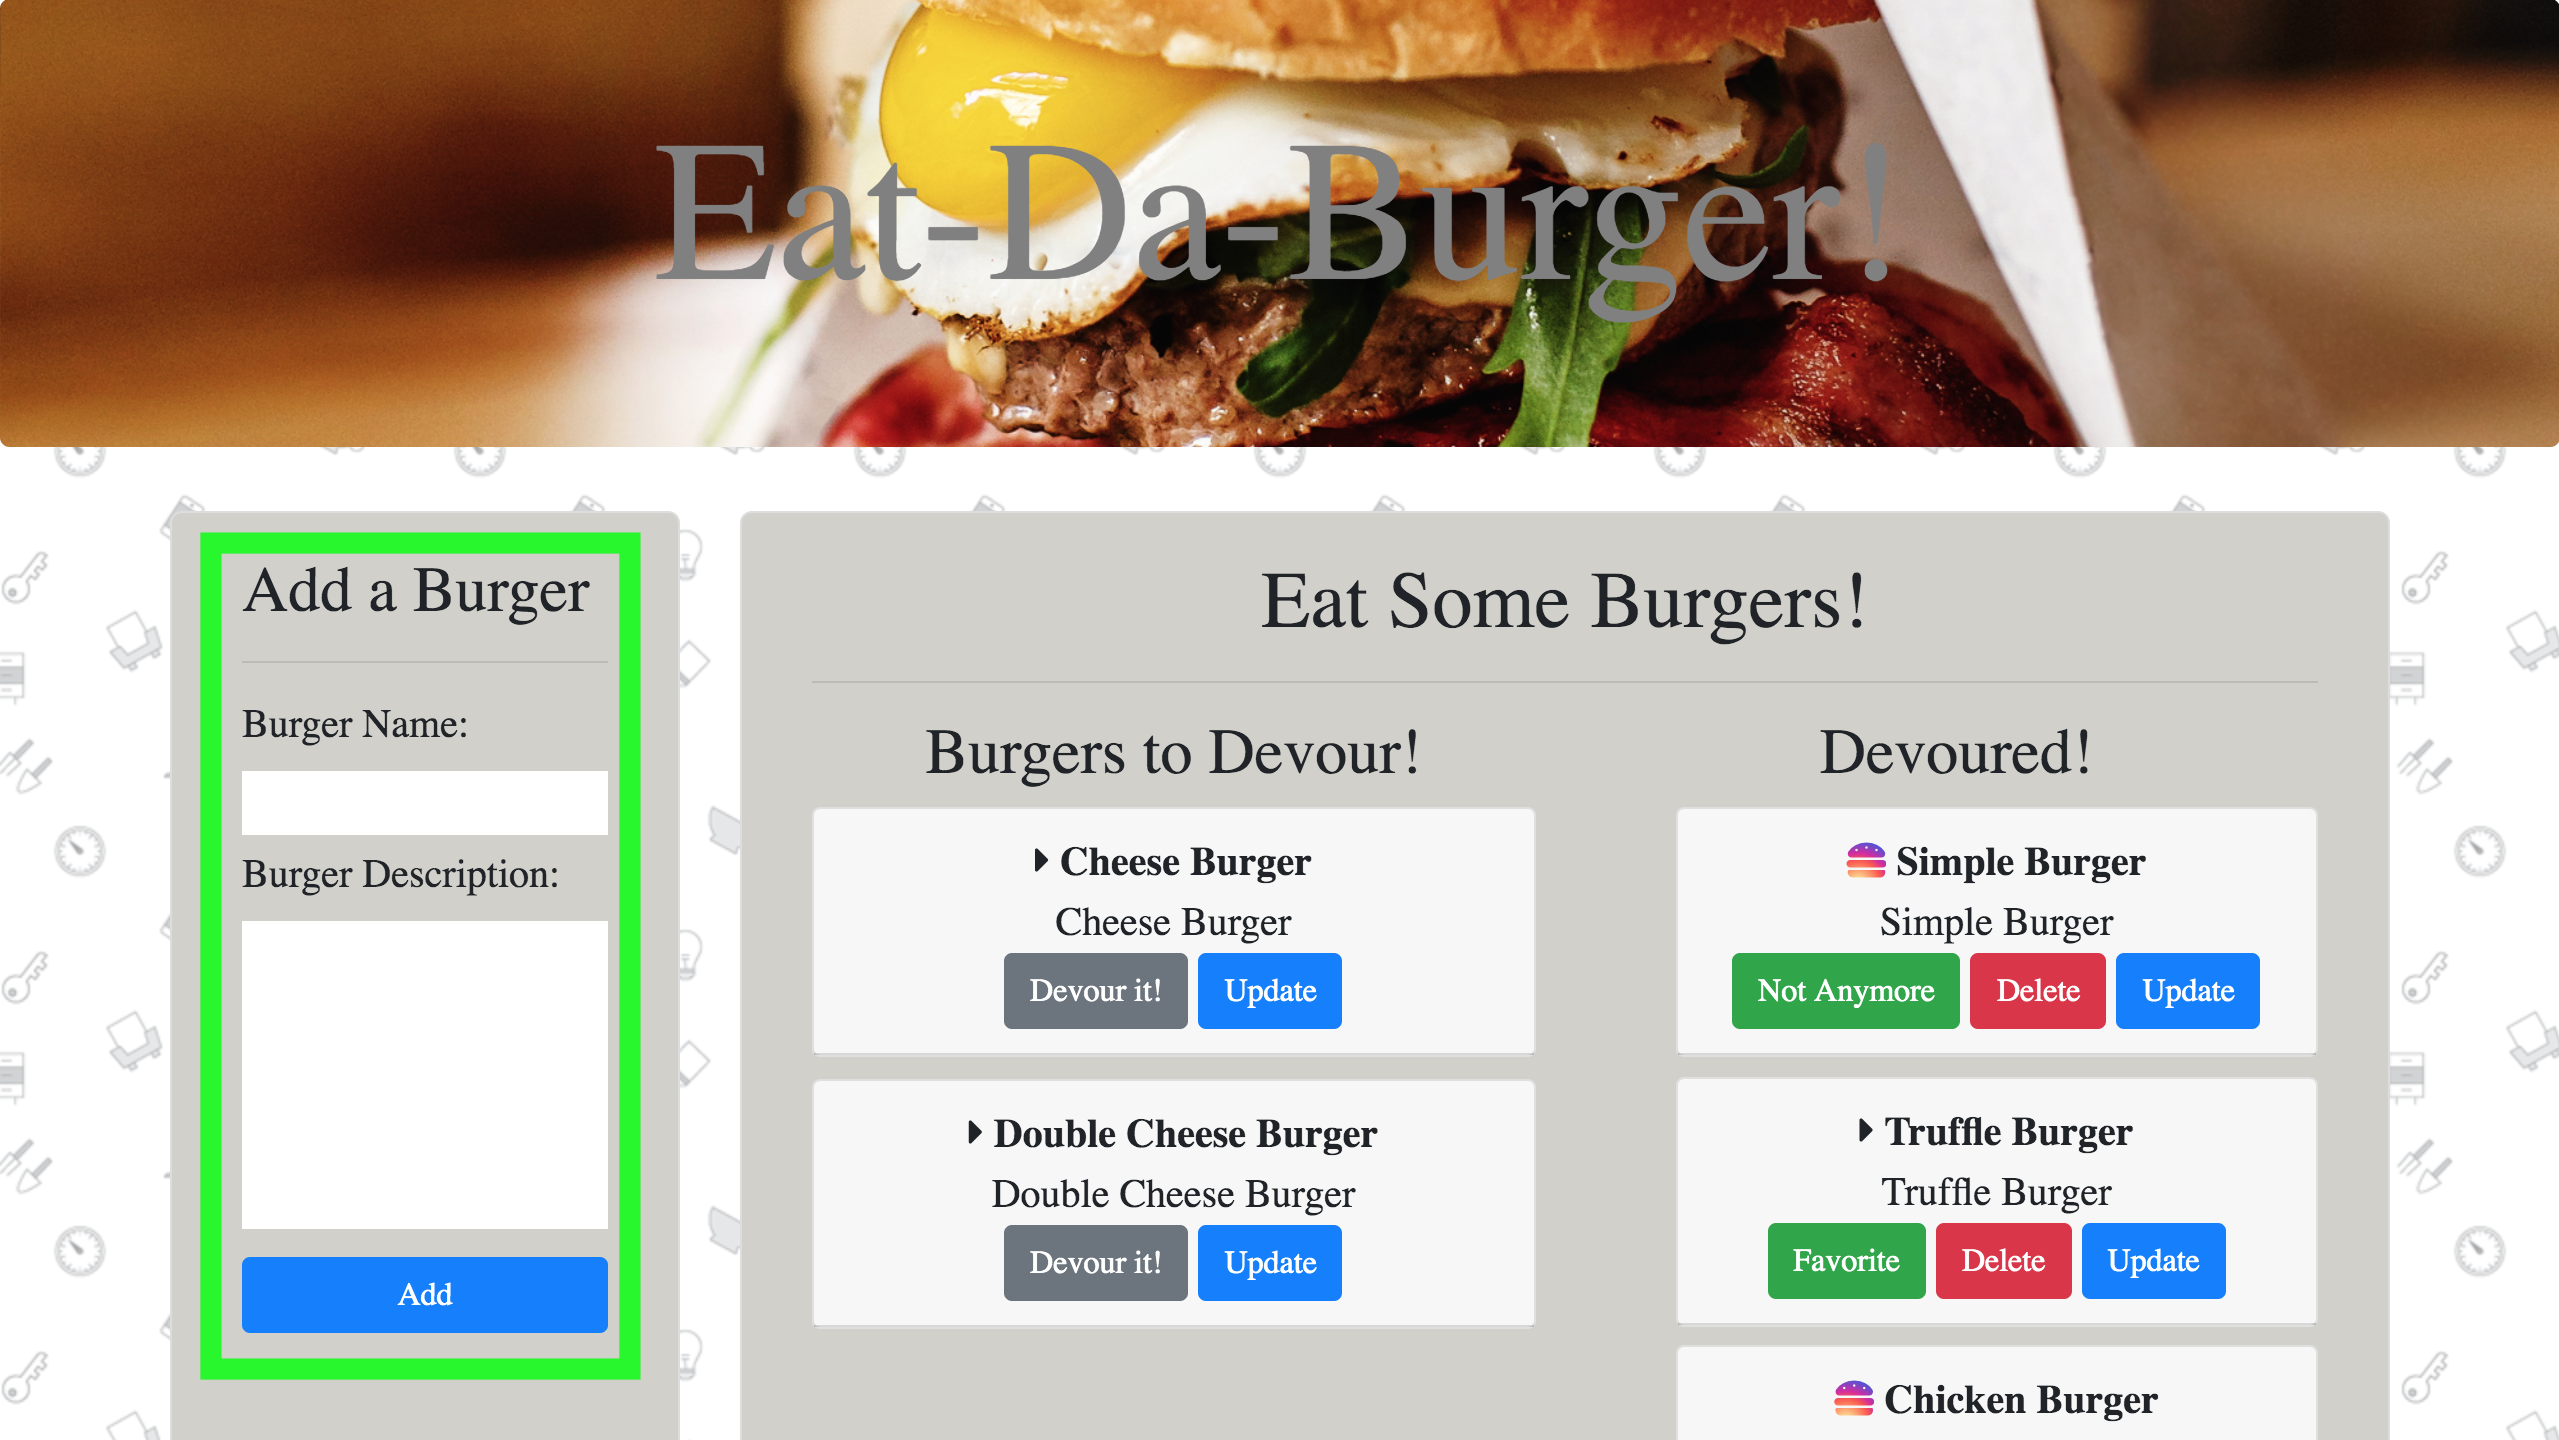 Eat-Da-Burger!
Add a Burger
Burger Name:
Burger Description:
Add
Eat Some Burgers!
Burgers to Devour!
Cheese Burger
Cheese Burger
Devour it! Update
Double Cheese Burger
Double Cheese Burger
Devour it! Update
Devoured!
Simple Burger
Simple Burger
Not Anymore Delete Update
Truffle Burger
Truffle Burger
Favorite Delete Update
Chicken Burger